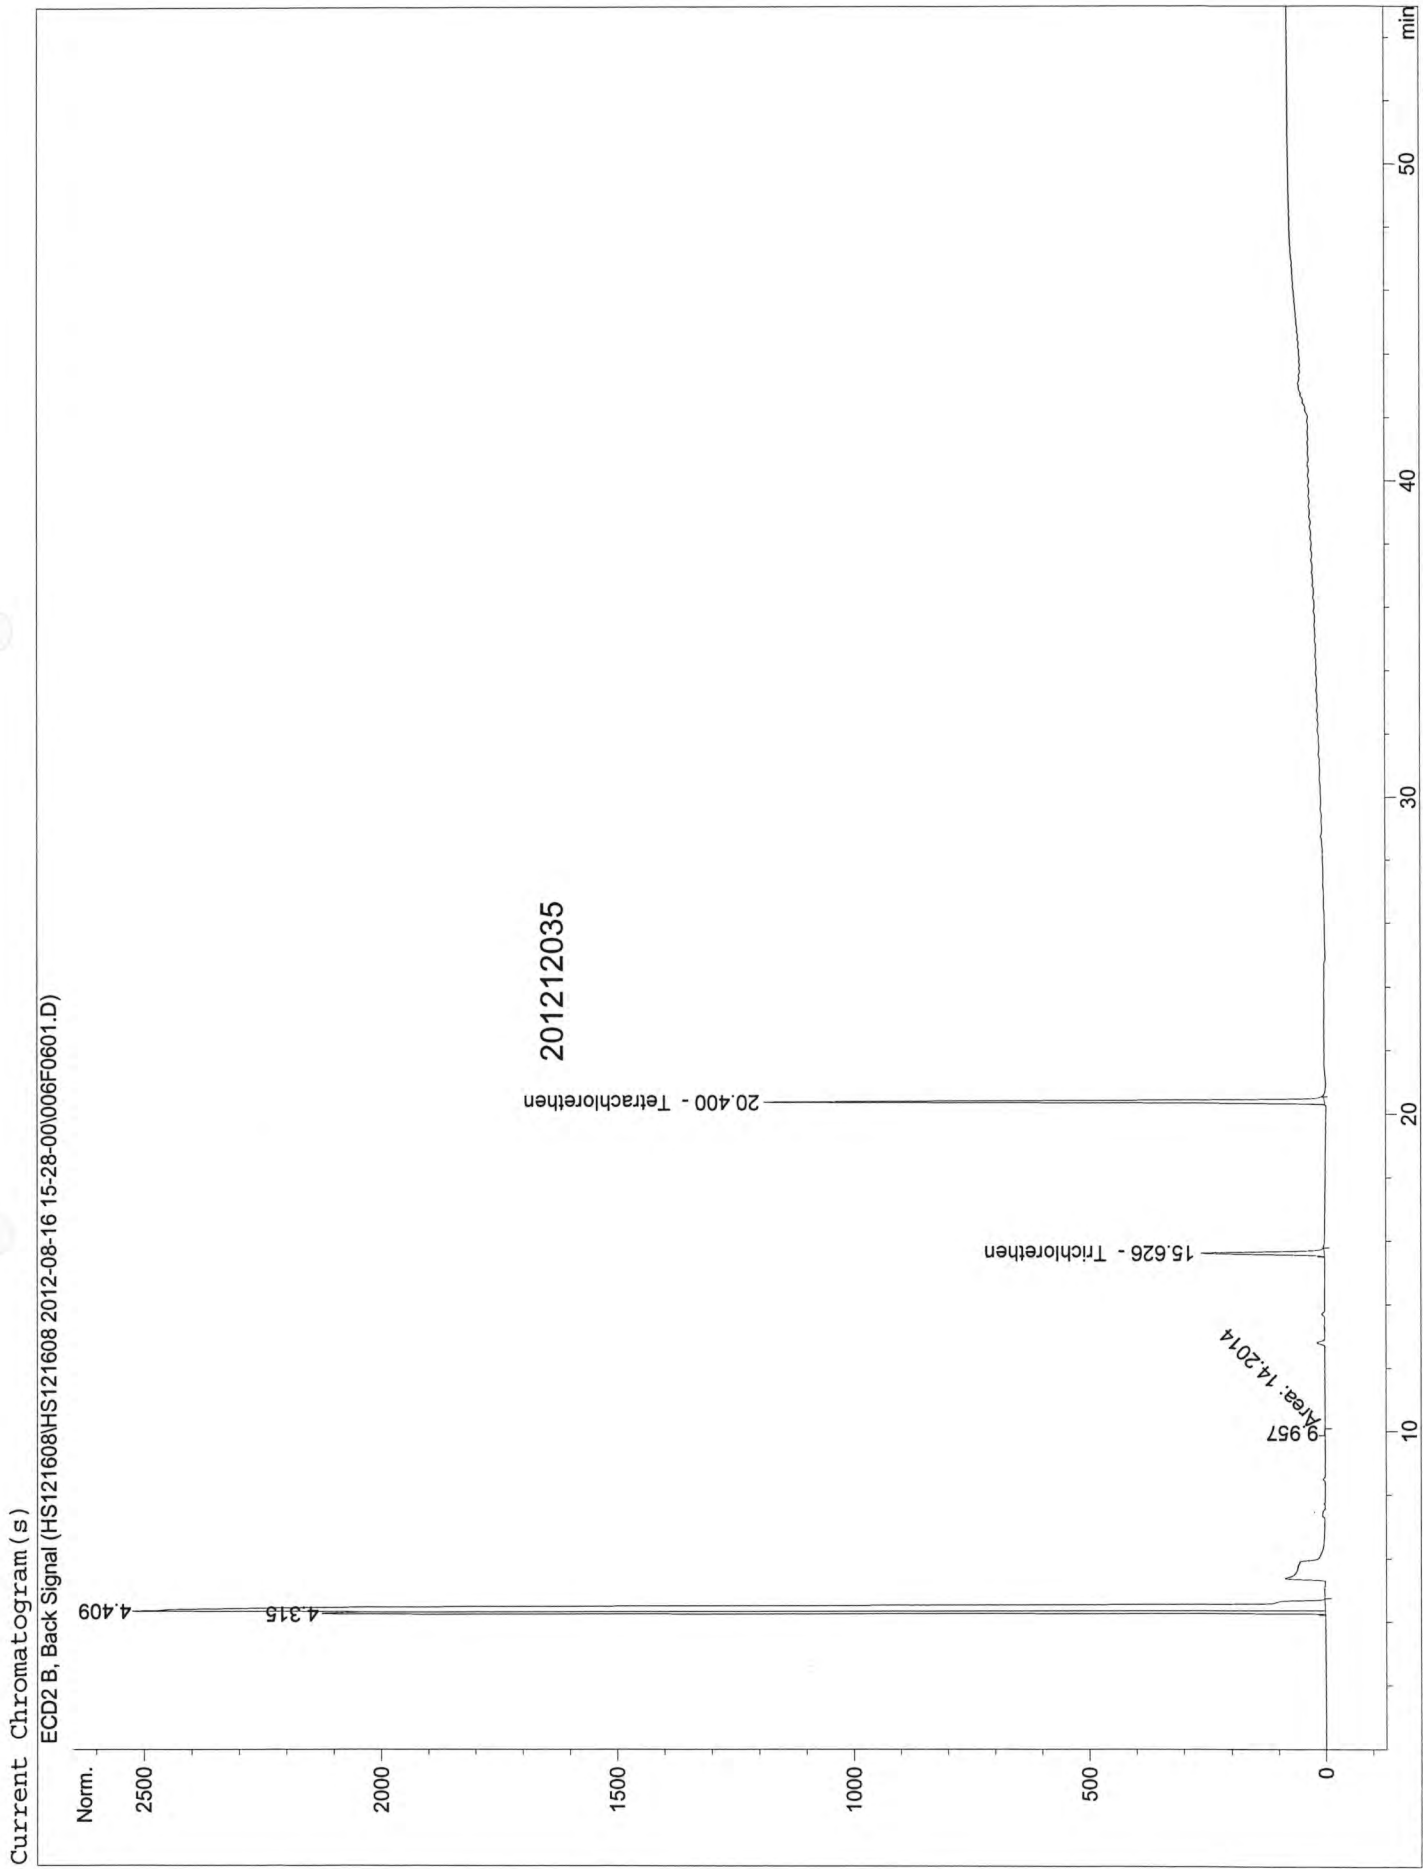 Current Chromatogram(s)
ECD2 B, Back Signal (HS121608\HS121608 2012-08-16 15-28-00\006F0601.D)
Norm.
2500
2000
1500
1000
500
0
4.409
4.315
9.957
Area: 14.2014
15.626 - Trichlorethen
20.400 - Tetrachlorethen
201212035
10
20
30
40
50
min